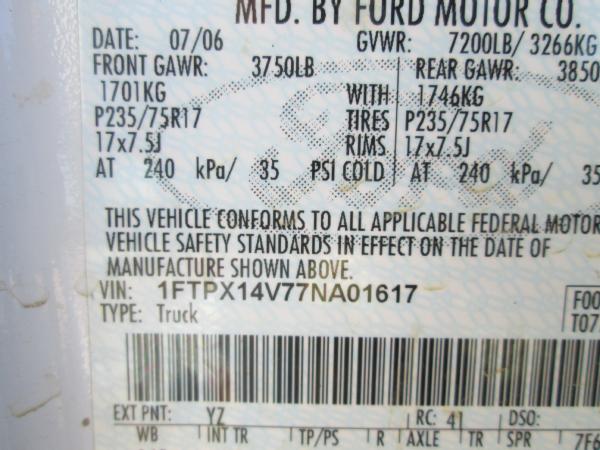 MFD. BY FORD MOTOR CO.
DATE: 07/06 GVWR: 7200LB/ 3266KG
FRONT GAWR: 3750LB REAR GAWR: 3850
1701KG WITH 1746KG
P235/75R17 TIRES P235/75R17
17x7.5J RIMS 17x7.5J
AT 240 kPa/ 35 PSI COLD AT 240 kPa/ 35
THIS VEHICLE CONFORMS TO ALL APPLICABLE FEDERAL MOTOR
VEHICLE SAFETY STANDARDS IN EFFECT ON THE DATE OF
MANUFACTURE SHOWN ABOVE.
VIN: 1FTPX14V77NA01617
TYPE: Truck
F00
T07
EXT PNT: YZ RC: 41 DSO:
WB INT TR TP/PS R AXLE TR SPR 7F6